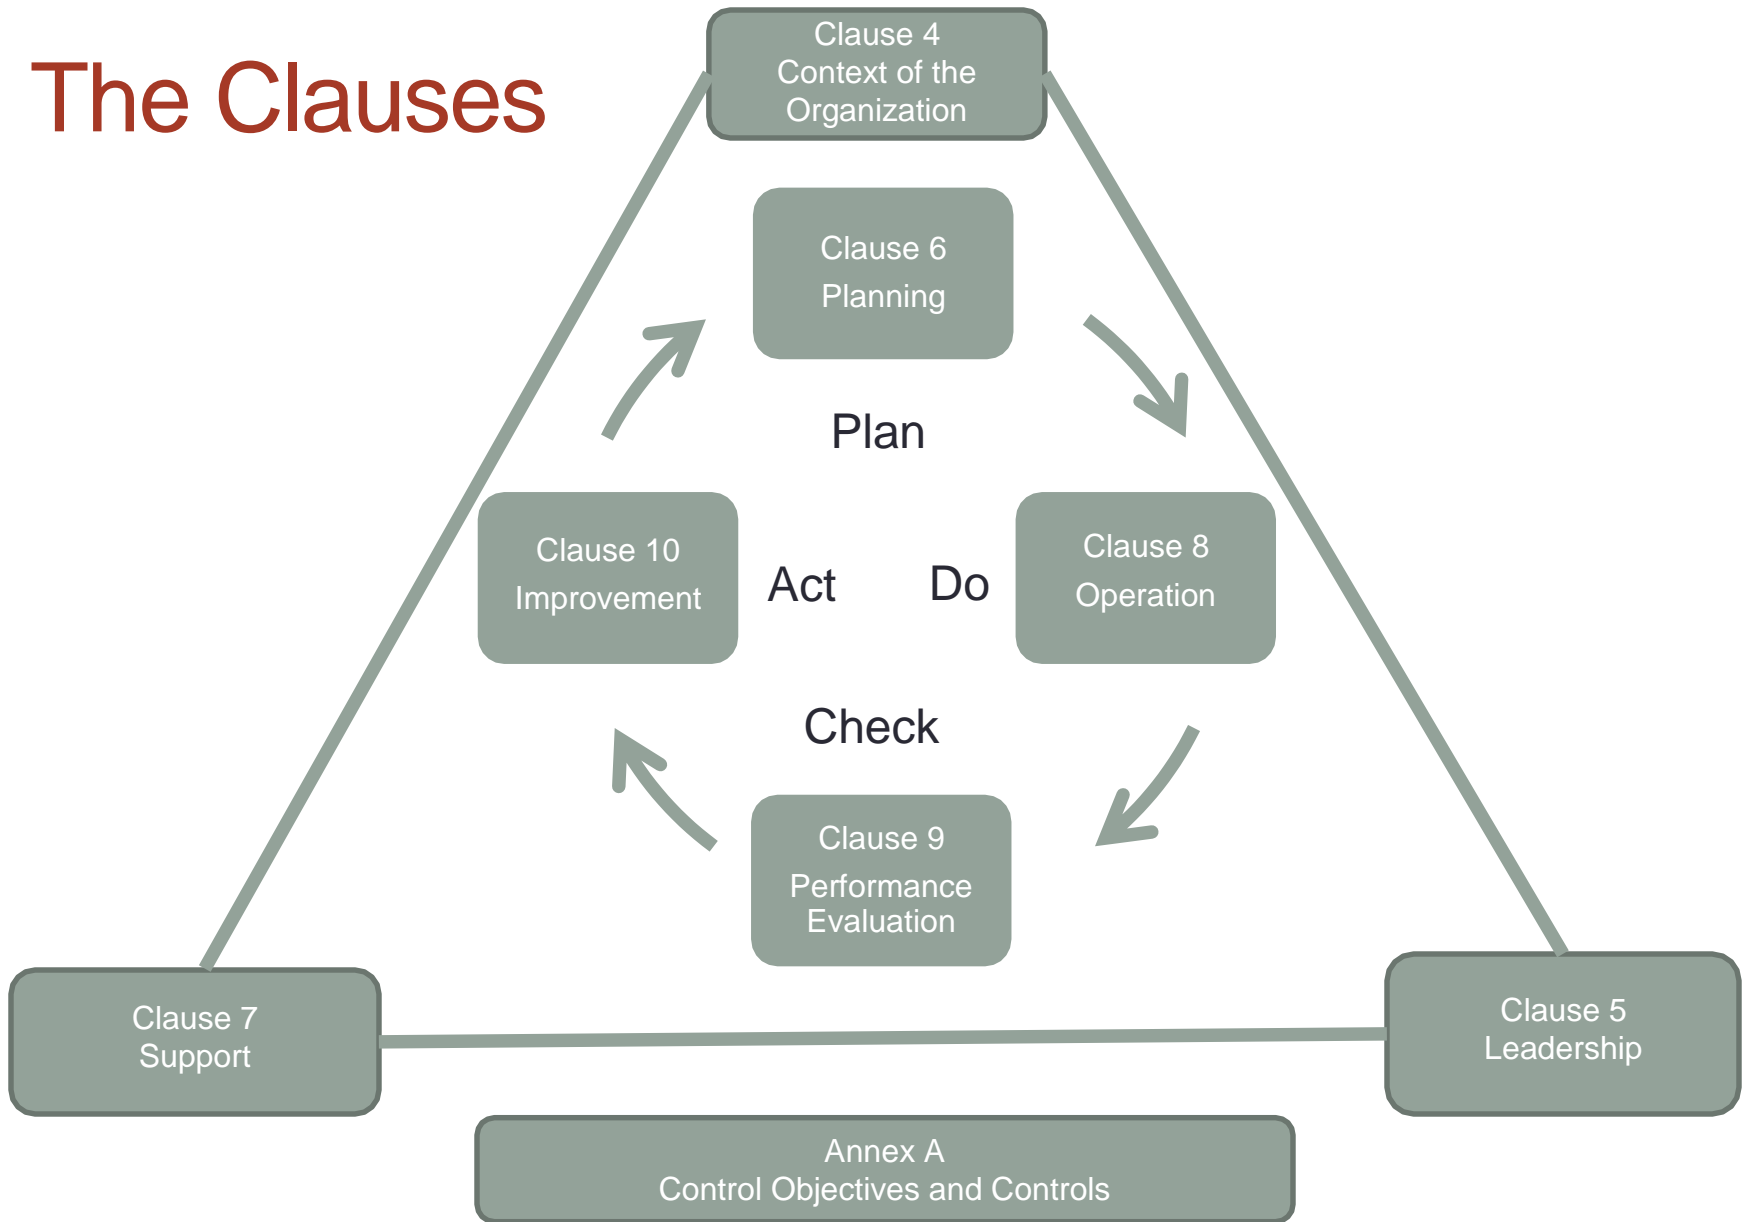 The Clauses
Clause 4
Context of the
Organization
Clause 6
Planning
Plan
Clause 10
Improvement
Act
Do
Clause 8
Operation
Check
Clause 9
Performance
Evaluation
Clause 7
Support
Clause 5
Leadership
Annex A
Control Objectives and Controls